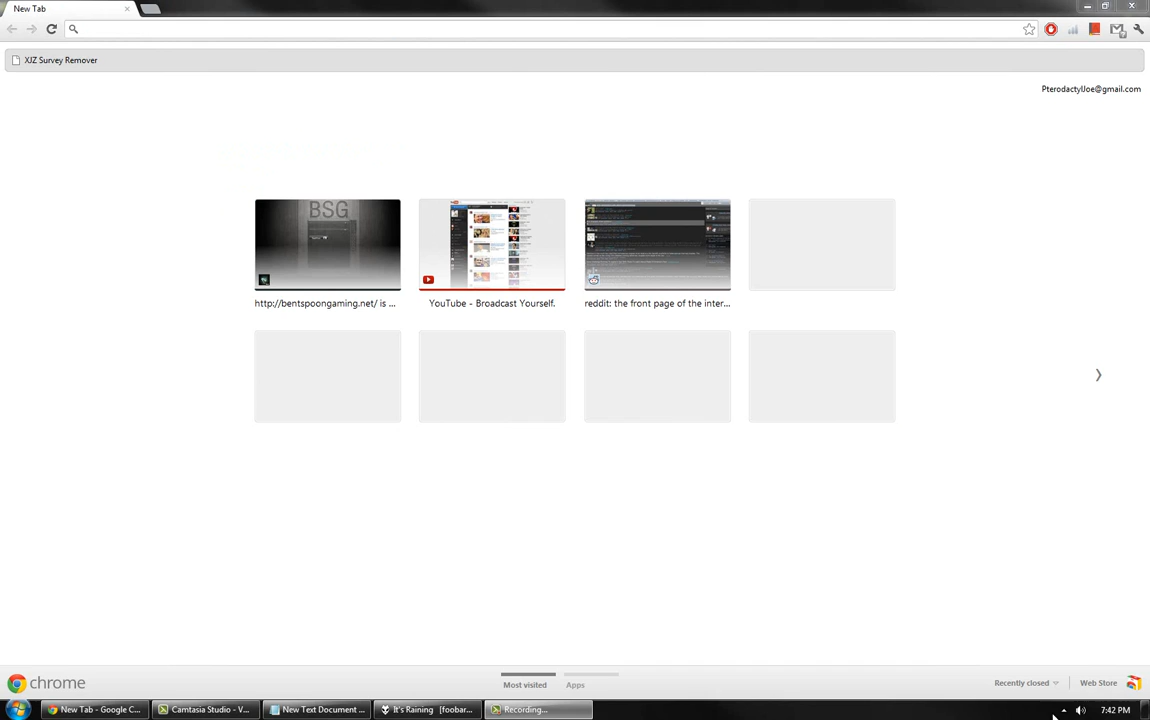 New Tab
XJZ Survey Remover
PterodactylJoe@gmail.com
BSG
http://bentspoongaming.net/ is ...
YouTube - Broadcast Yourself.
reddit: the front page of the inter...
chrome
Most visited
Apps
Recently closed
Web Store
New Tab - Google C...
Camtasia Studio - V...
New Text Document ...
It's Raining [foobar...
Recording...
7:42 PM